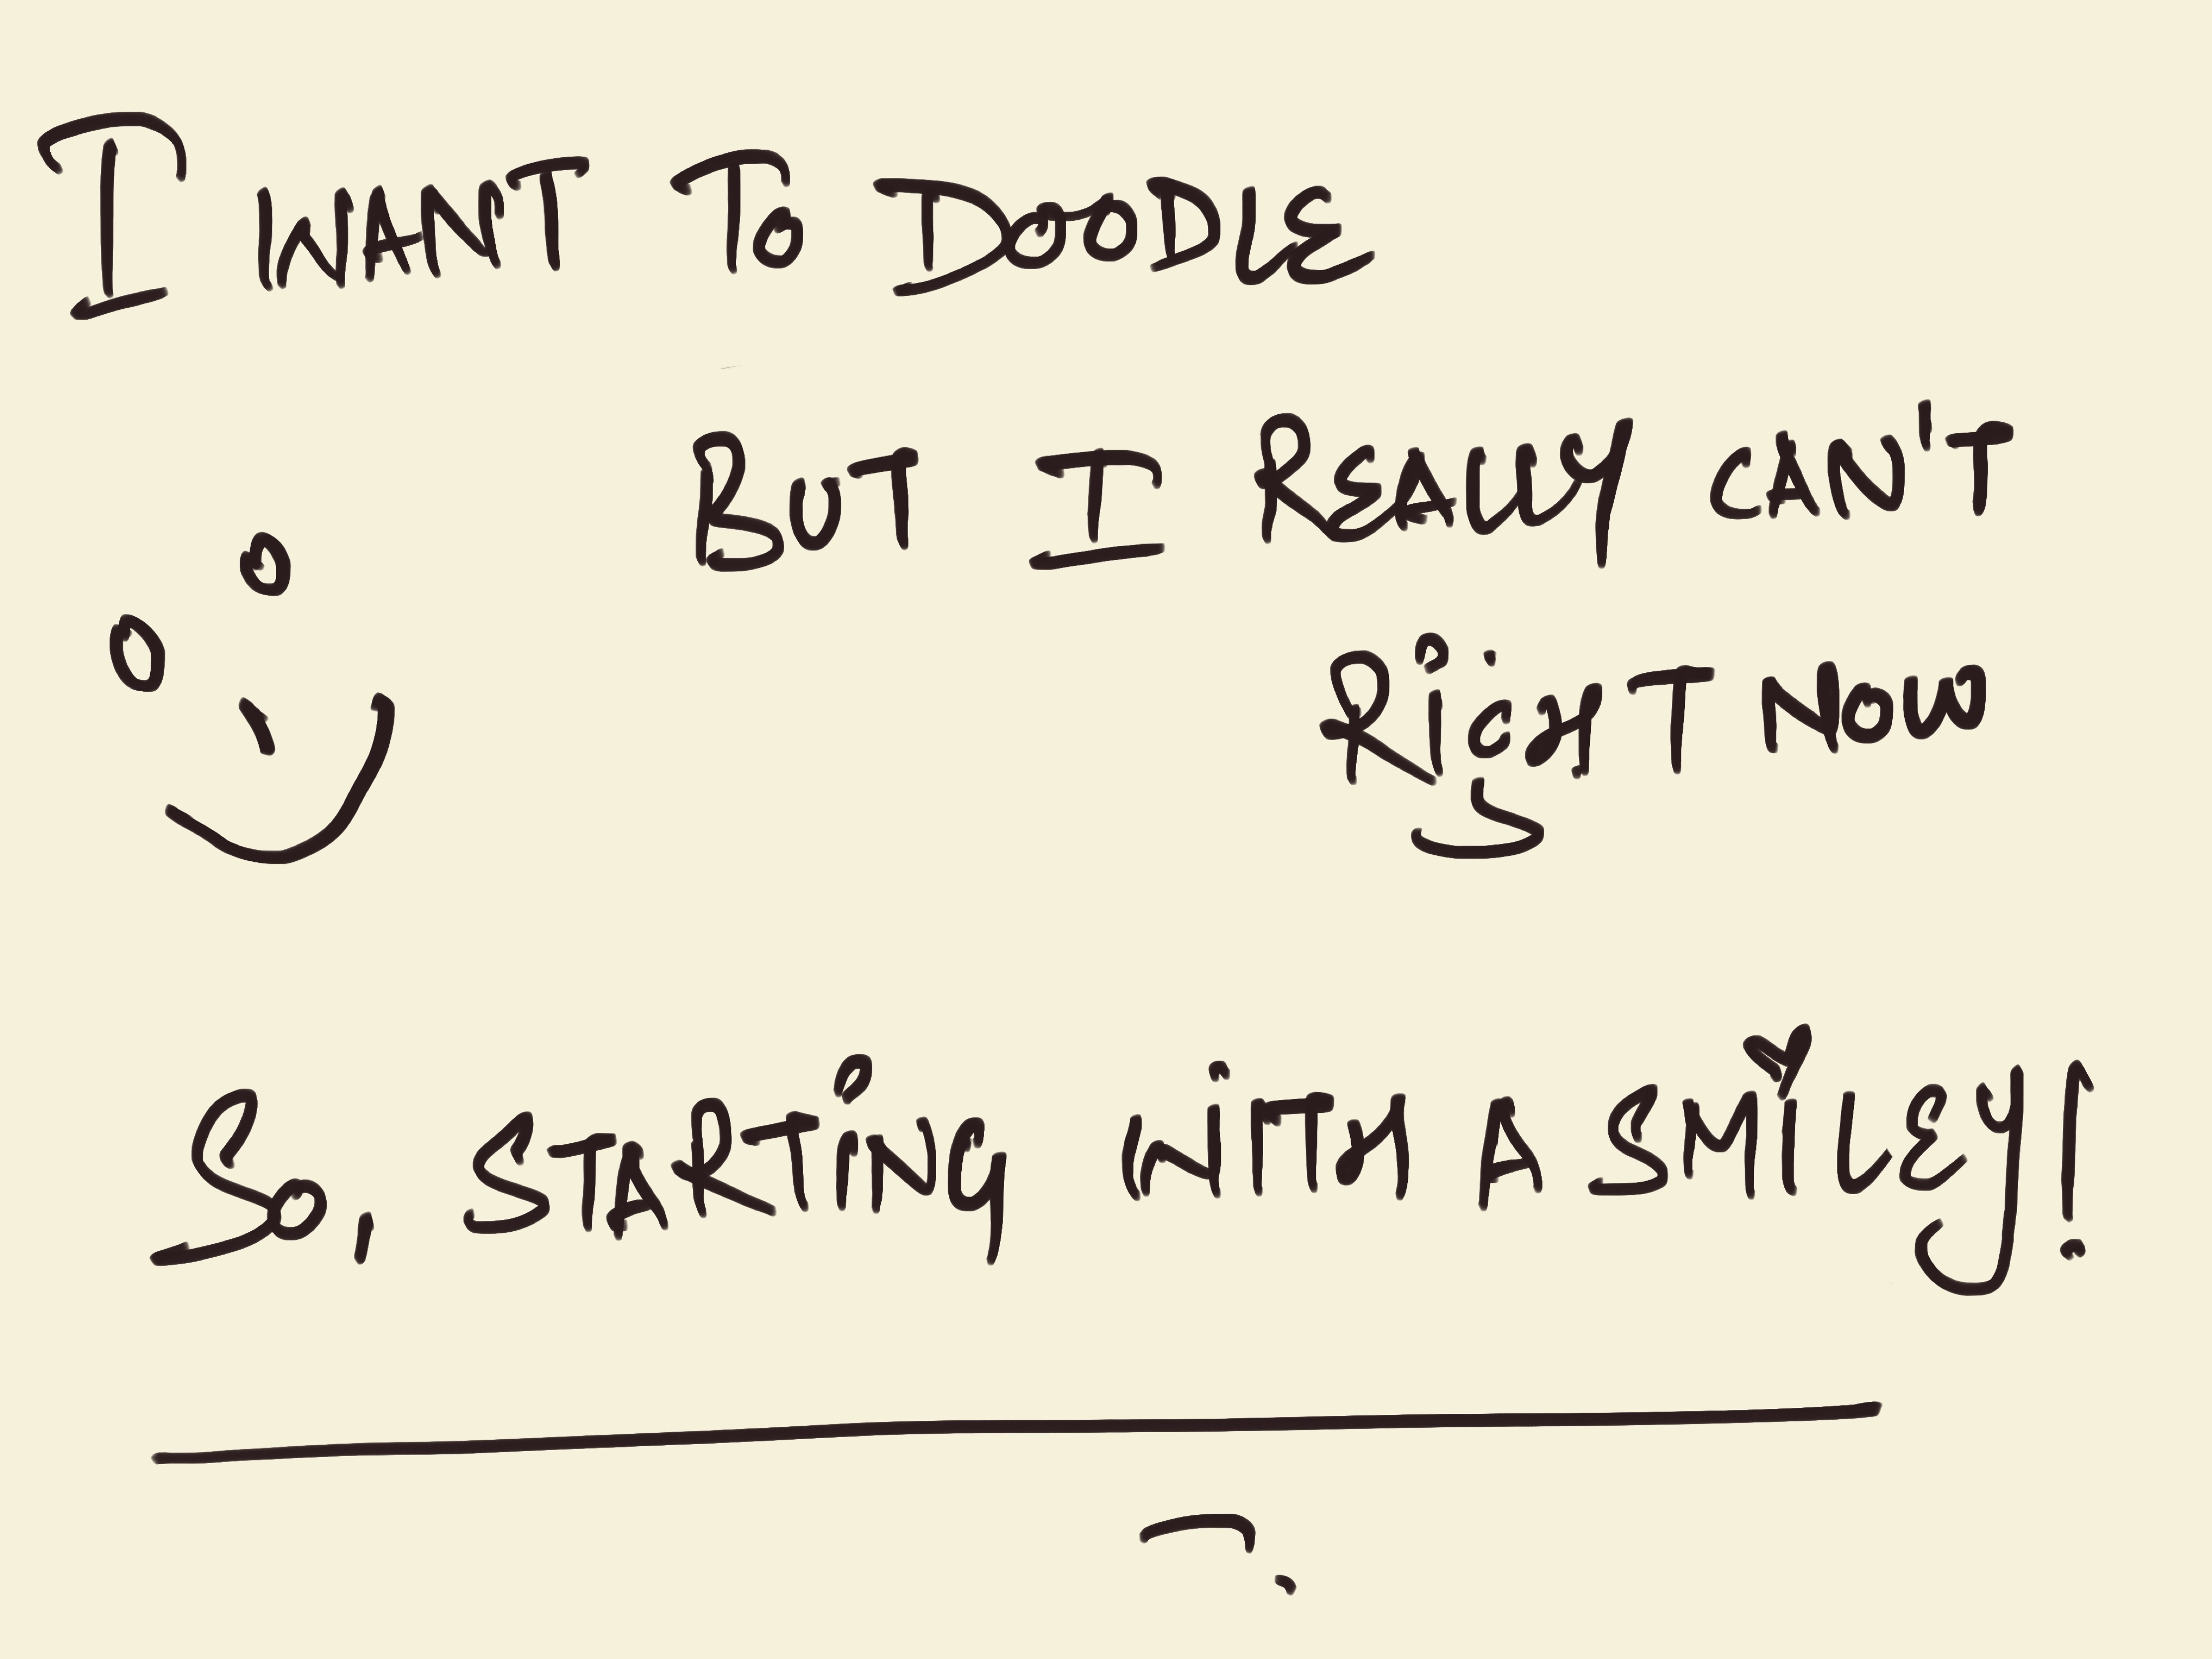 I WANT TO DOODLE
BUT I REALLY CAN'T
RiGHT NOW
So, STARTiNG WiTH A SMiLEY!